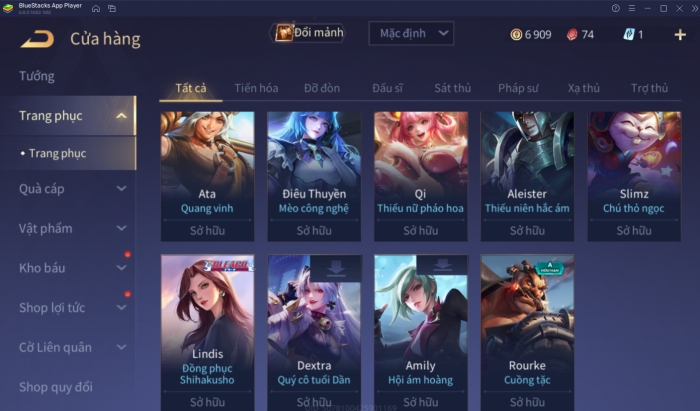 BlueStacks App Player
Cửa hàng
Đổi mảnh
Mặc định
6 909
74
1
Tướng
Trang phục
• Trang phục
Quà cáp
Vật phẩm
Kho báu
Shop lợi tức
Cờ Liên quân
Shop quy đổi
Tất cả
Tiến hóa
Đỡ đòn
Đấu sĩ
Sát thủ
Pháp sư
Xạ thủ
Trợ thủ
Ata
Quang vinh
Sở hữu
Điêu Thuyền
Mèo công nghệ
Sở hữu
Qi
Thiếu nữ pháo hoa
Sở hữu
Aleister
Thiếu niên hắc ám
Sở hữu
Slimz
Chú thỏ ngọc
Sở hữu
BLEACH
Lindis
Đồng phục
Shihakusho
Sở hữu
Dextra
Quý cô tuổi Dần
Sở hữu
Amily
Hội ám hoàng
Sở hữu
A
HỮU HẠN
Rourke
Cuồng tặc
Sở hữu